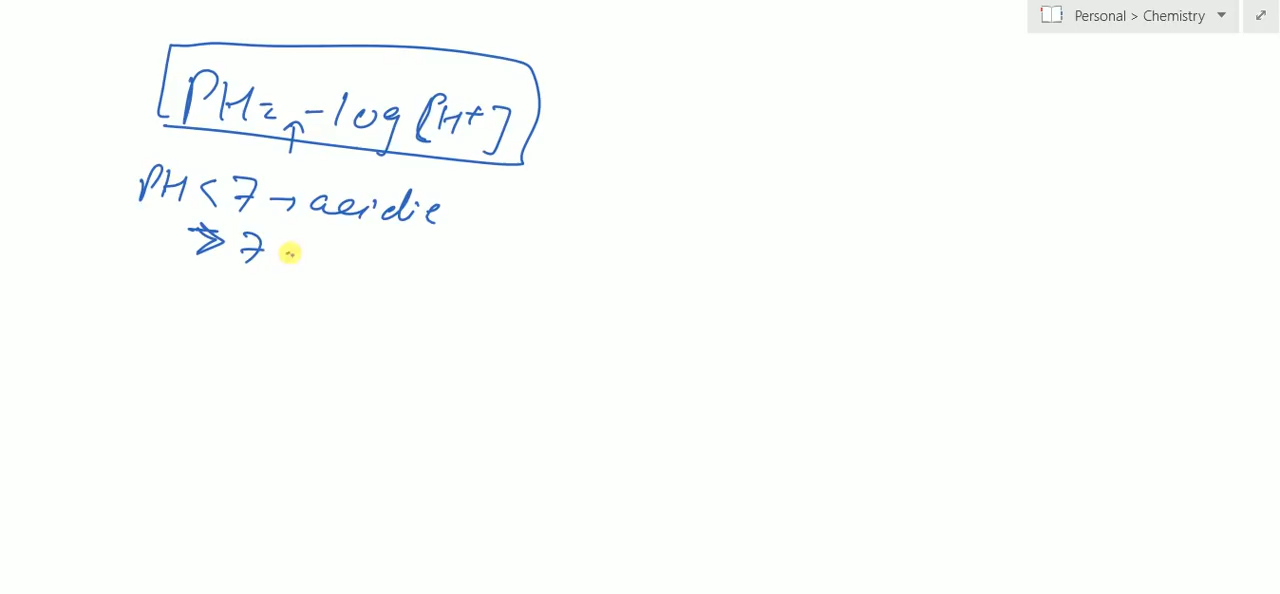 Personal > Chemistry
PH= -log[H+]
PH < 7 → acidic
> 7